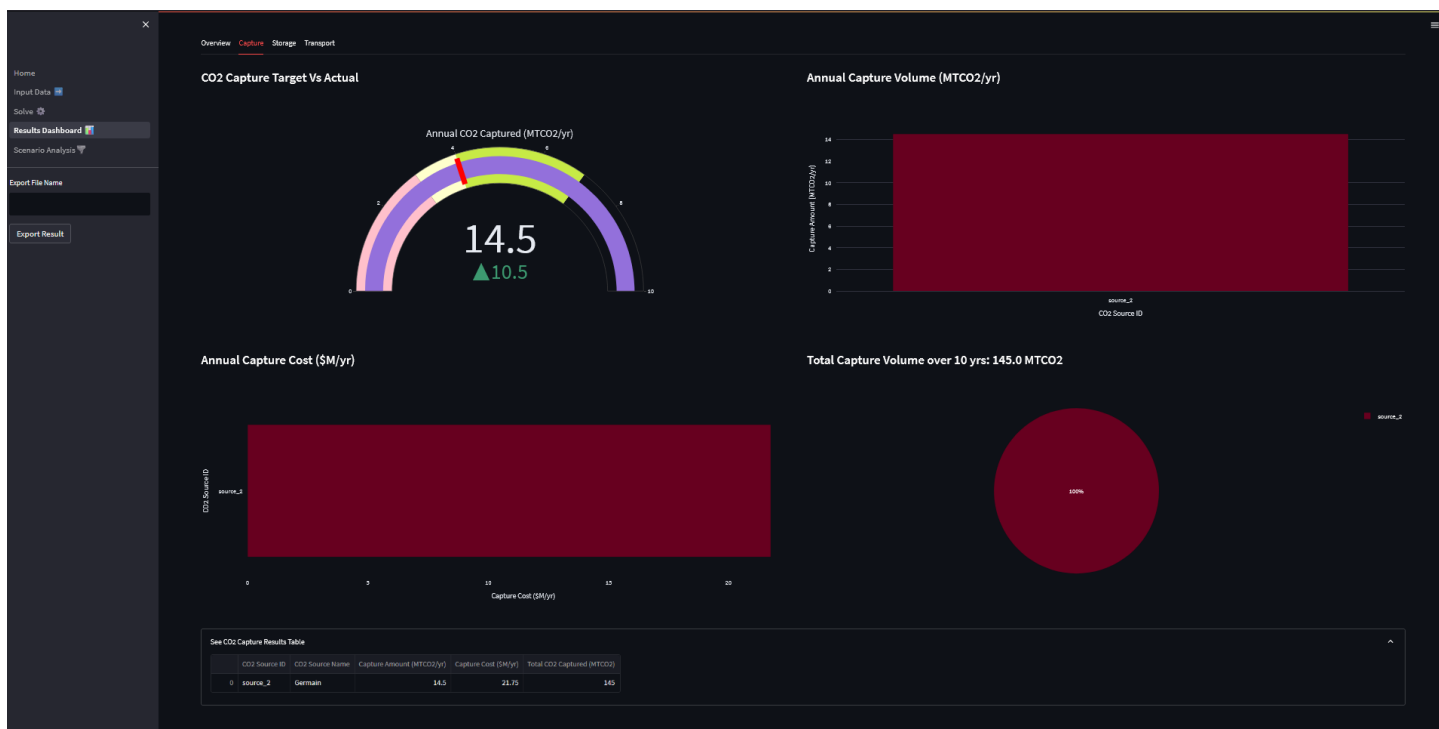 ×
Home
Input Data
Solve
Results Dashboard
Scenario Analysis
Export File Name
Export Result
Overview Capture Storage Transport
CO2 Capture Target Vs Actual
Annual CO2 Captured (MTCO2/yr)
0
2
4
6
8
10
14.5
▲10.5
Annual Capture Volume (MTCO2/yr)
Capture Amount (MTCO2/yr)
14
12
10
8
6
4
2
0
source_2
CO2 Source ID
Annual Capture Cost ($M/yr)
CO2 Source ID
source_2
0 5 10 15 20
Capture Cost ($M/yr)
Total Capture Volume over 10 yrs: 145.0 MTCO2
100%
source_2
See CO2 Capture Results Table
CO2 Source ID CO2 Source Name Capture Amount (MTCO2/yr) Capture Cost ($M/yr) Total CO2 Captured (MTCO2)
0 source_2 Germain 14.5 21.75 145